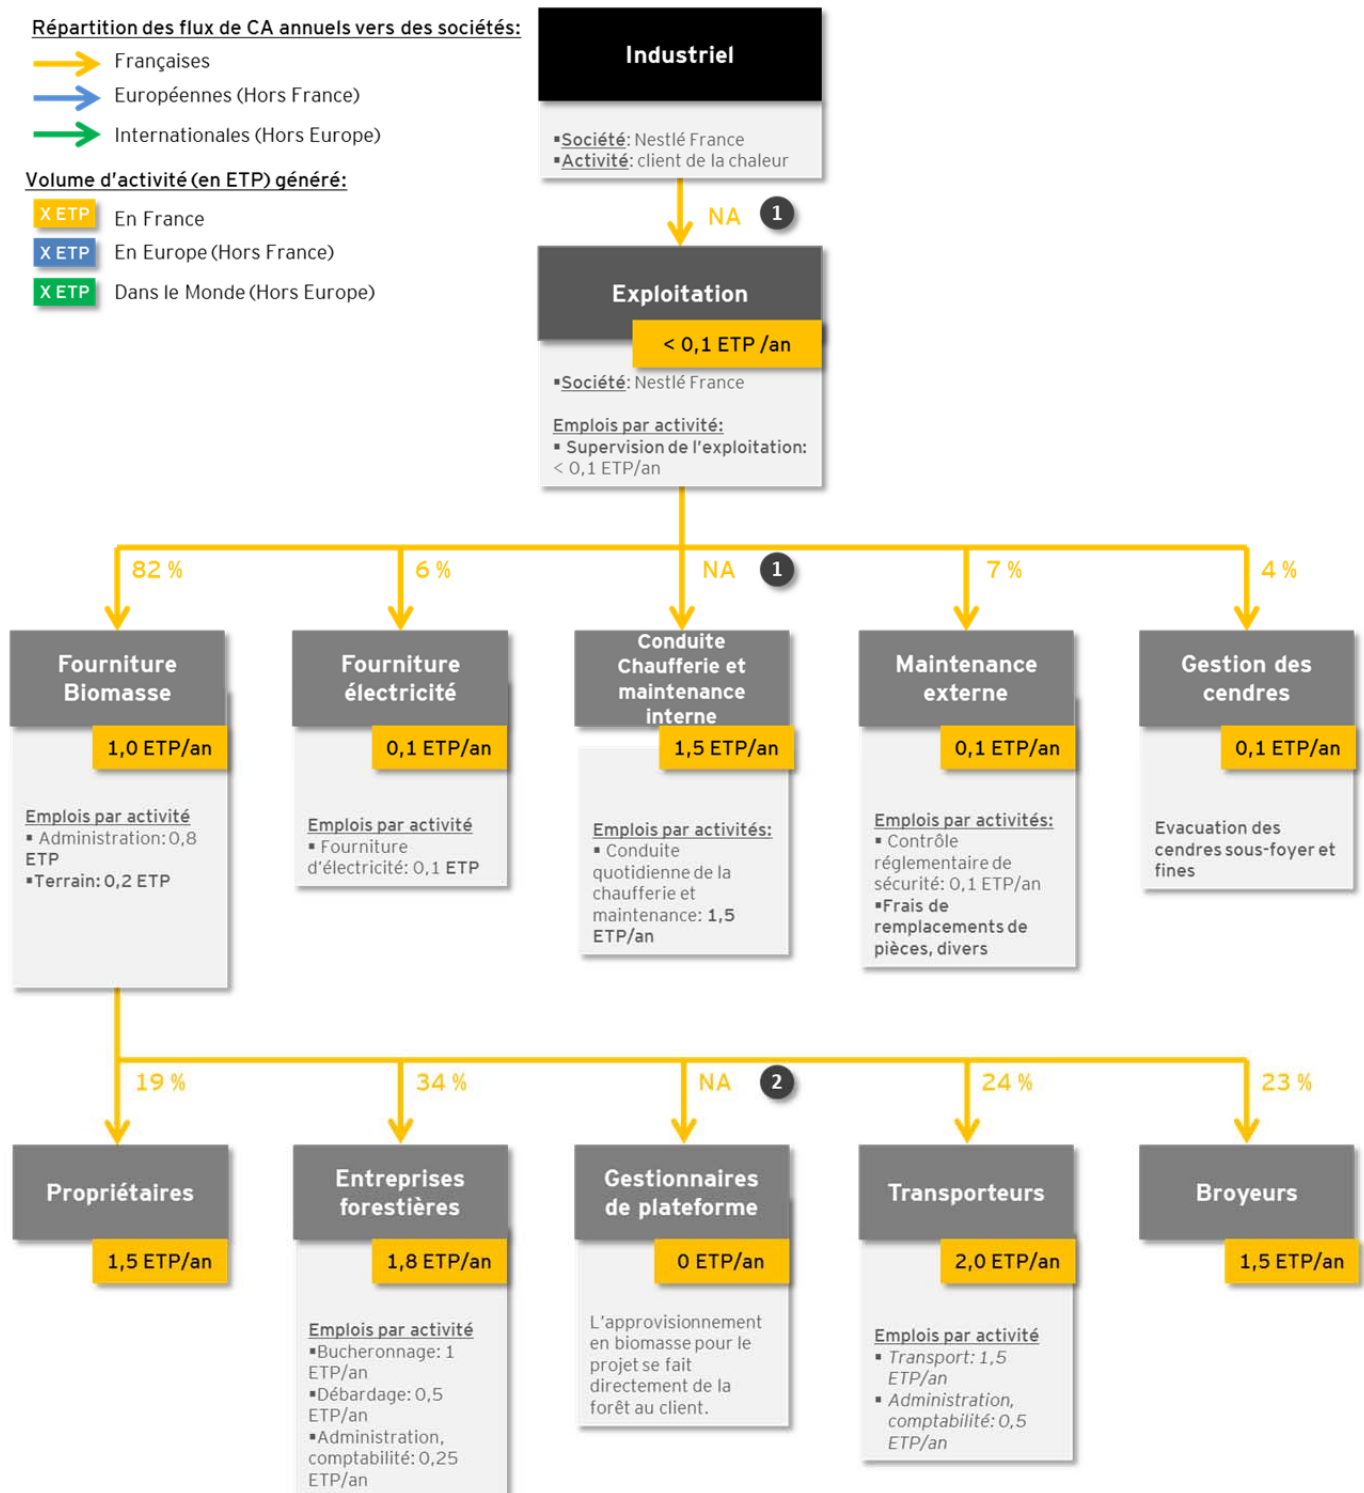 Répartition des flux de CA annuels vers des sociétés:
Françaises
Européennes (Hors France)
Internationales (Hors Europe)
Volume d'activité (en ETP) généré:
X ETP En France
X ETP En Europe (Hors France)
X ETP Dans le Monde (Hors Europe)
Industriel
▪Société: Nestlé France
▪Activité: client de la chaleur
NA 1
Exploitation
< 0,1 ETP /an
▪Société: Nestlé France
Emplois par activité:
▪ Supervision de l'exploitation:
< 0,1 ETP/an
82 %
6 %
NA 1
7 %
4 %
Fourniture
Biomasse
1,0 ETP/an
Emplois par activité
▪ Administration: 0,8
ETP
▪Terrain: 0,2 ETP
Fourniture
électricité
0,1 ETP/an
Emplois par activité
▪ Fourniture
d'électricité: 0,1 ETP
Conduite
Chaufferie et
maintenance
interne
1,5 ETP/an
Emplois par activités:
▪ Conduite
quotidienne de la
chaufferie et
maintenance: 1,5
ETP/an
Maintenance
externe
0,1 ETP/an
Emplois par activités:
▪ Contrôle
réglementaire de
sécurité: 0,1 ETP/an
▪Frais de
remplacements de
pièces, divers
Gestion des
cendres
0,1 ETP/an
Evacuation des
cendres sous-foyer et
fines
19 %
34 %
NA 2
24 %
23 %
Propriétaires
1,5 ETP/an
Entreprises
forestières
1,8 ETP/an
Emplois par activité
▪Bucheronnage: 1
ETP/an
▪Débardage: 0,5
ETP/an
▪Administration,
comptabilité: 0,25
ETP/an
Gestionnaires
de plateforme
0 ETP/an
L'approvisionnement
en biomasse pour le
projet se fait
directement de la
forêt au client.
Transporteurs
2,0 ETP/an
Emplois par activité
▪ Transport: 1,5
ETP/an
▪ Administration,
comptabilité: 0,5
ETP/an
Broyeurs
1,5 ETP/an